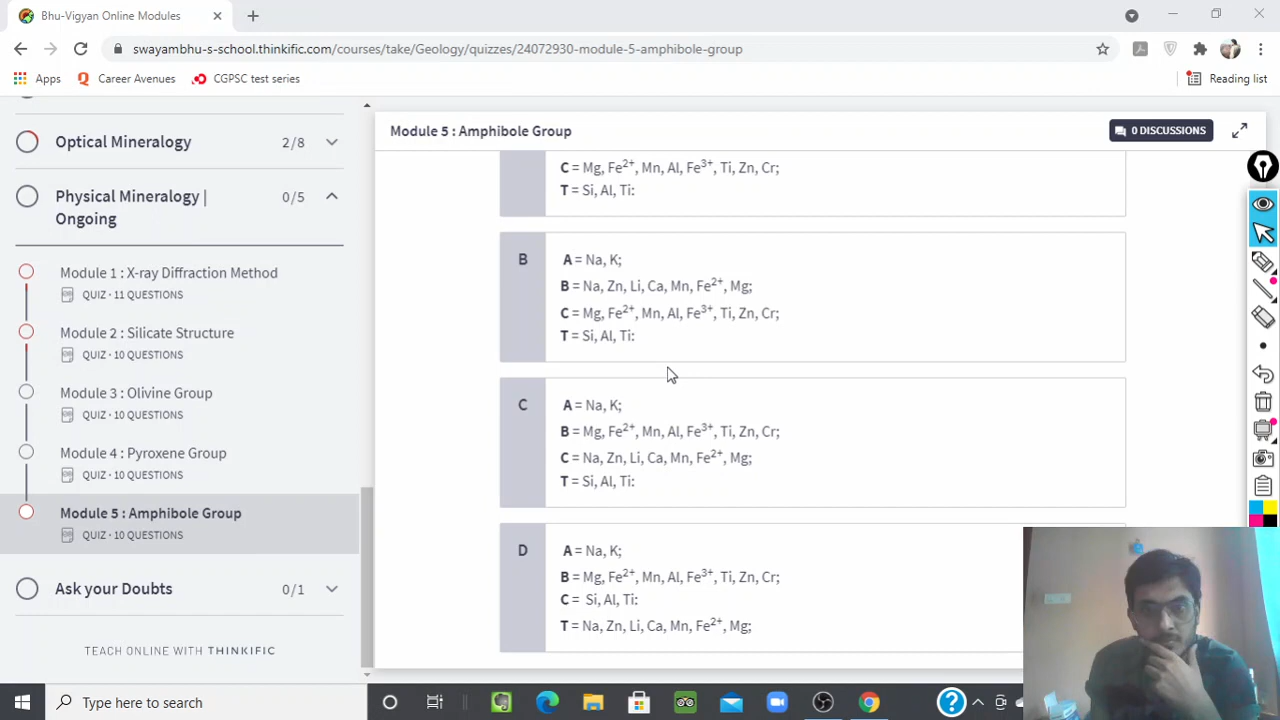 Bhu-Vigyan Online Modules
swayambhu-s-school.thinkific.com/courses/take/Geology/quizzes/24072930-module-5-amphibole-group
Apps
Career Avenues
CGPSC test series
Reading list
Optical Mineralogy 2/8
Physical Mineralogy | Ongoing 0/5
Module 1 : X-ray Diffraction Method
QUIZ · 11 QUESTIONS
Module 2 : Silicate Structure
QUIZ · 10 QUESTIONS
Module 3 : Olivine Group
QUIZ · 10 QUESTIONS
Module 4 : Pyroxene Group
QUIZ · 10 QUESTIONS
Module 5 : Amphibole Group
QUIZ · 10 QUESTIONS
Ask your Doubts 0/1
TEACH ONLINE WITH THINKIFIC
Module 5 : Amphibole Group
0 DISCUSSIONS
C = Mg, Fe2+, Mn, Al, Fe3+, Ti, Zn, Cr;
T = Si, Al, Ti:
B
A = Na, K;
B = Na, Zn, Li, Ca, Mn, Fe2+, Mg;
C = Mg, Fe2+, Mn, Al, Fe3+, Ti, Zn, Cr;
T = Si, Al, Ti:
C
A = Na, K;
B = Mg, Fe2+, Mn, Al, Fe3+, Ti, Zn, Cr;
C = Na, Zn, Li, Ca, Mn, Fe2+, Mg;
T = Si, Al, Ti:
D
A = Na, K;
B = Mg, Fe2+, Mn, Al, Fe3+, Ti, Zn, Cr;
C = Si, Al, Ti:
T = Na, Zn, Li, Ca, Mn, Fe2+, Mg;
Type here to search